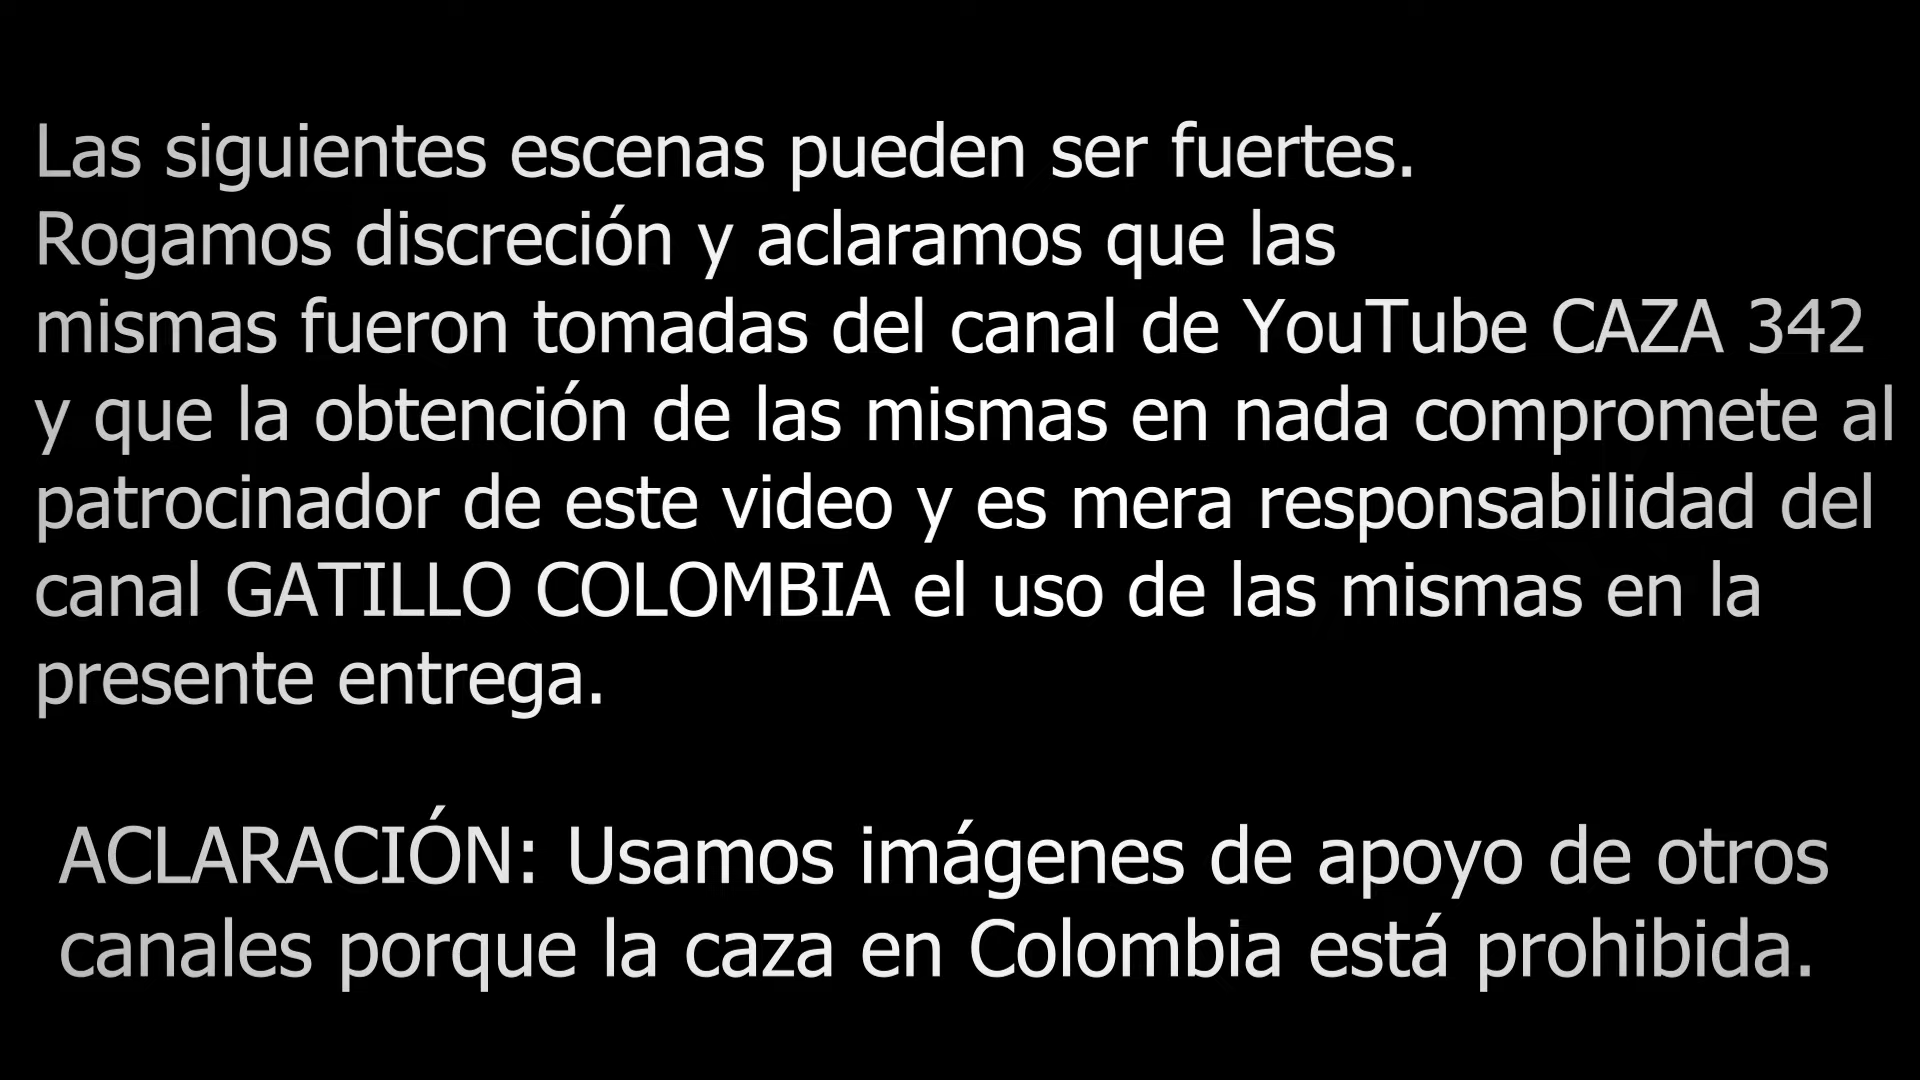 Las siguientes escenas pueden ser fuertes.
Rogamos discreción y aclaramos que las
mismas fueron tomadas del canal de YouTube CAZA 342
y que la obtención de las mismas en nada compromete al
patrocinador de este video y es mera responsabilidad del
canal GATILLO COLOMBIA el uso de las mismas en la
presente entrega.
ACLARACIÓN: Usamos imágenes de apoyo de otros
canales porque la caza en Colombia está prohibida.